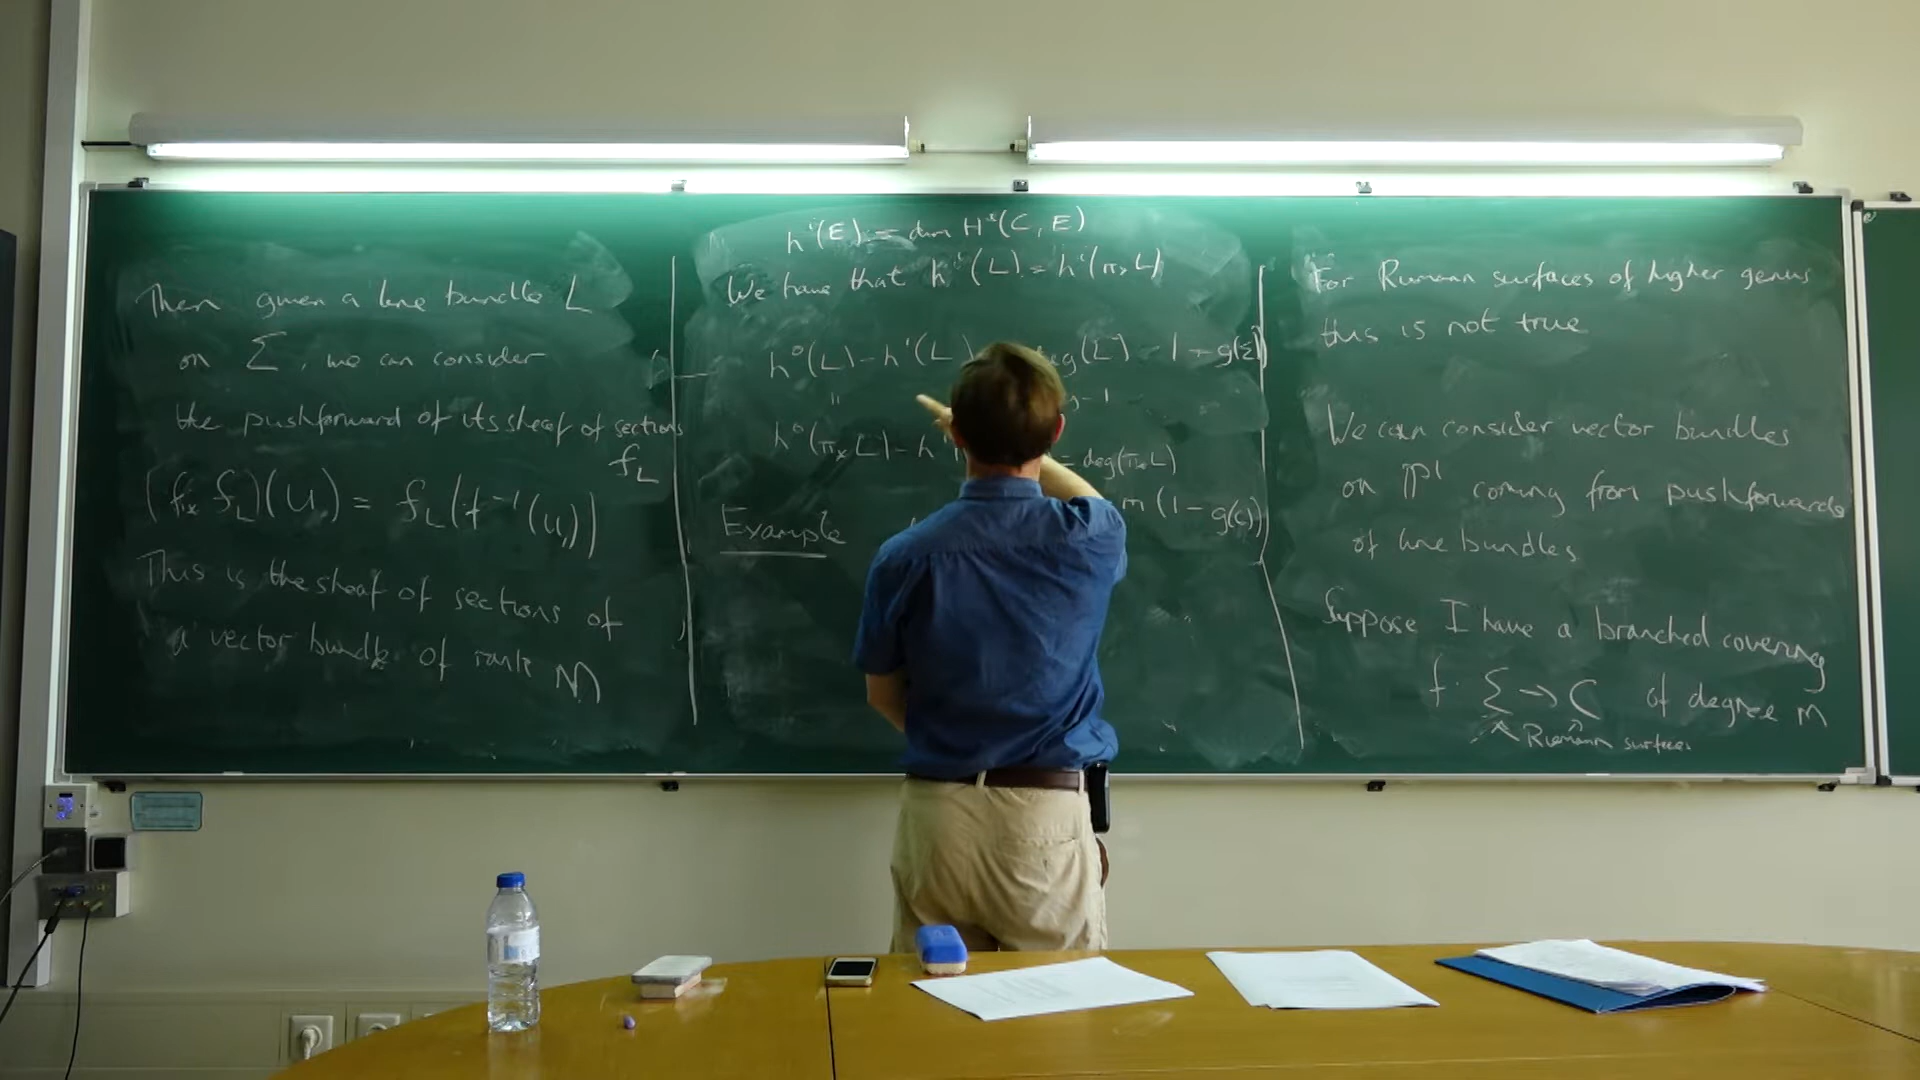 Then given a line bundle L
on Σ, we can consider
the pushforward of its sheaf of sections
f_L
(f_* f_L)(U) = f_L(f^{-1}(U))
This is the sheaf of sections of
a vector bundle of rank m
h^i(E) = dim H^i(C, E)
We have that h^i(L) = h^i(π_* L)
h^0(L) - h^1(L) deg(L) 1 - g(Σ)
" -1
h^0(π_* L) - h^1 = deg(π_* L)
m(1 - g(C))
Example
For Riemann surfaces of higher genus
this is not true
We can consider vector bundles
on P^1 coming from pushforwards
of line bundles
Suppose I have a branched covering
f: Σ → C of degree m
Riemann surfaces